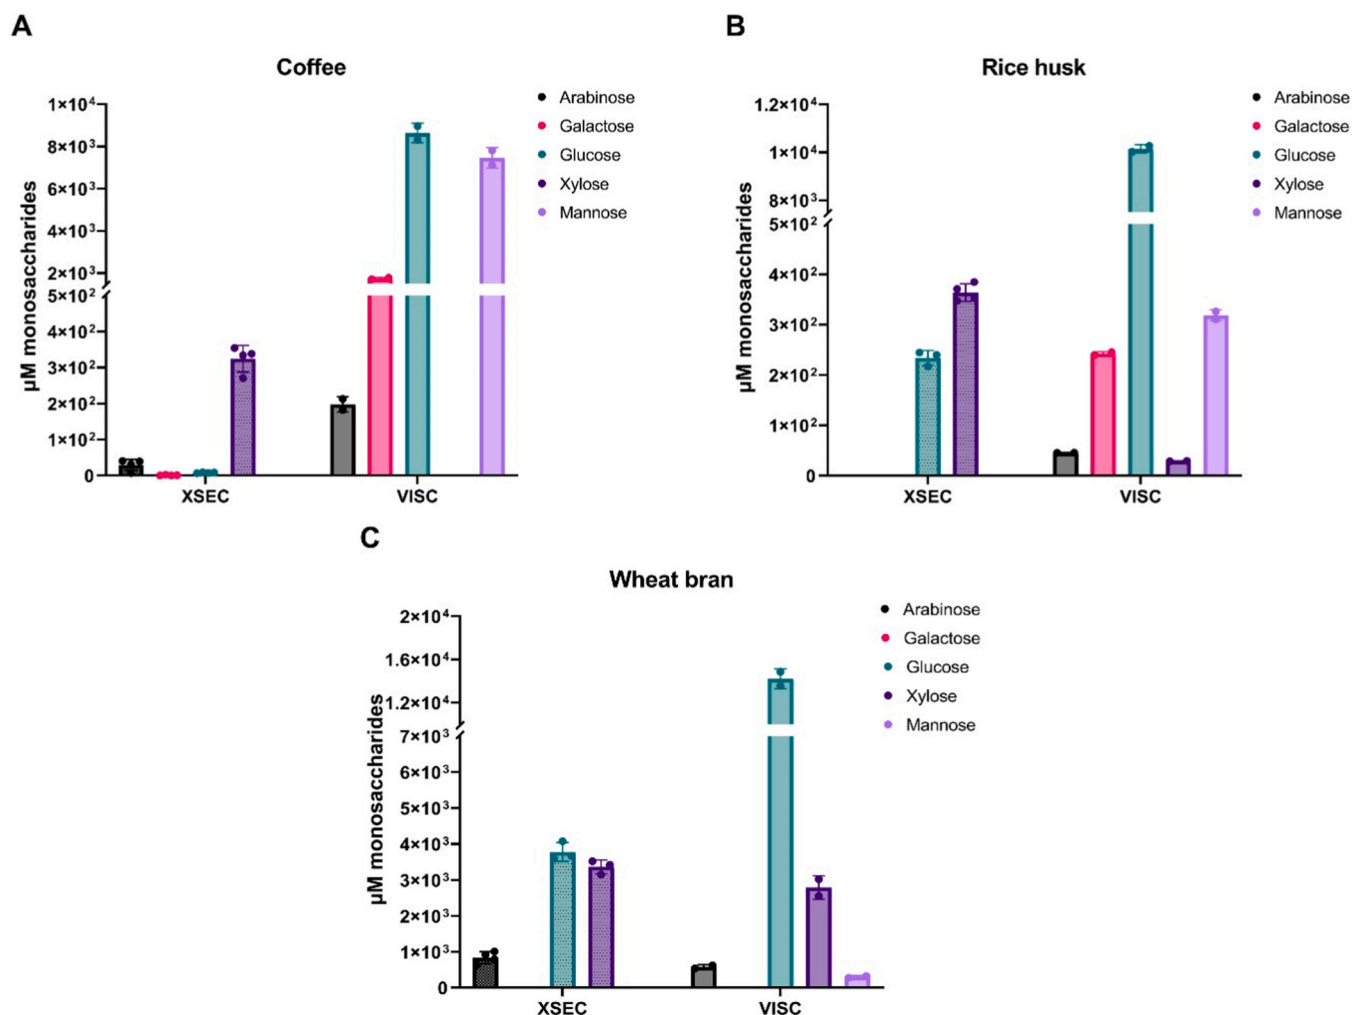 A
Coffee
µM monosaccharides
1×10⁴
8×10³
6×10³
4×10³
2×10³
5×10²
4×10²
3×10²
2×10²
1×10²
0
XSEC
VISC
Arabinose
Galactose
Glucose
Xylose
Mannose
B
Rice husk
µM monosaccharides
1.2×10⁴
1×10⁴
8×10³
5×10²
4×10²
3×10²
2×10²
1×10²
0
XSEC
VISC
Arabinose
Galactose
Glucose
Xylose
Mannose
C
Wheat bran
µM monosaccharides
2×10⁴
1.6×10⁴
1.2×10⁴
7×10³
6×10³
5×10³
4×10³
3×10³
2×10³
1×10³
0
XSEC
VISC
Arabinose
Galactose
Glucose
Xylose
Mannose